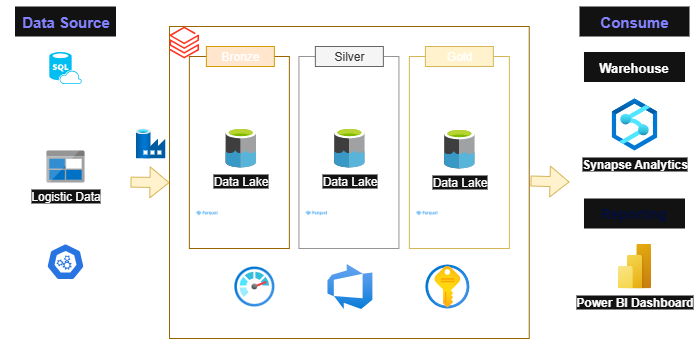 Data Source
Consume
SQL
Bronze
Silver
Gold
Warehouse
Data Lake
Data Lake
Data Lake
Synapse Analytics
Logistic Data
Parquet
Parquet
Parquet
Reporting
Power BI Dashboard